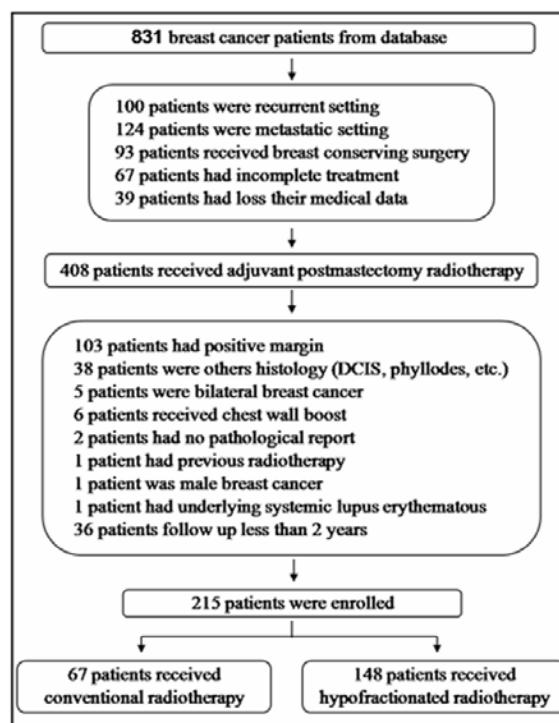 831 breast cancer patients from database
100 patients were recurrent setting
124 patients were metastatic setting
93 patients received breast conserving surgery
67 patients had incomplete treatment
39 patients had loss their medical data
408 patients received adjuvant postmastectomy radiotherapy
103 patients had positive margin
38 patients were others histology (DCIS, phyllodes, etc.)
5 patients were bilateral breast cancer
6 patients received chest wall boost
2 patients had no pathological report
1 patient had previous radiotherapy
1 patient was male breast cancer
1 patient had underlying systemic lupus erythematous
36 patients follow up less than 2 years
215 patients were enrolled
67 patients received
conventional radiotherapy
148 patients received
hypofractionated radiotherapy